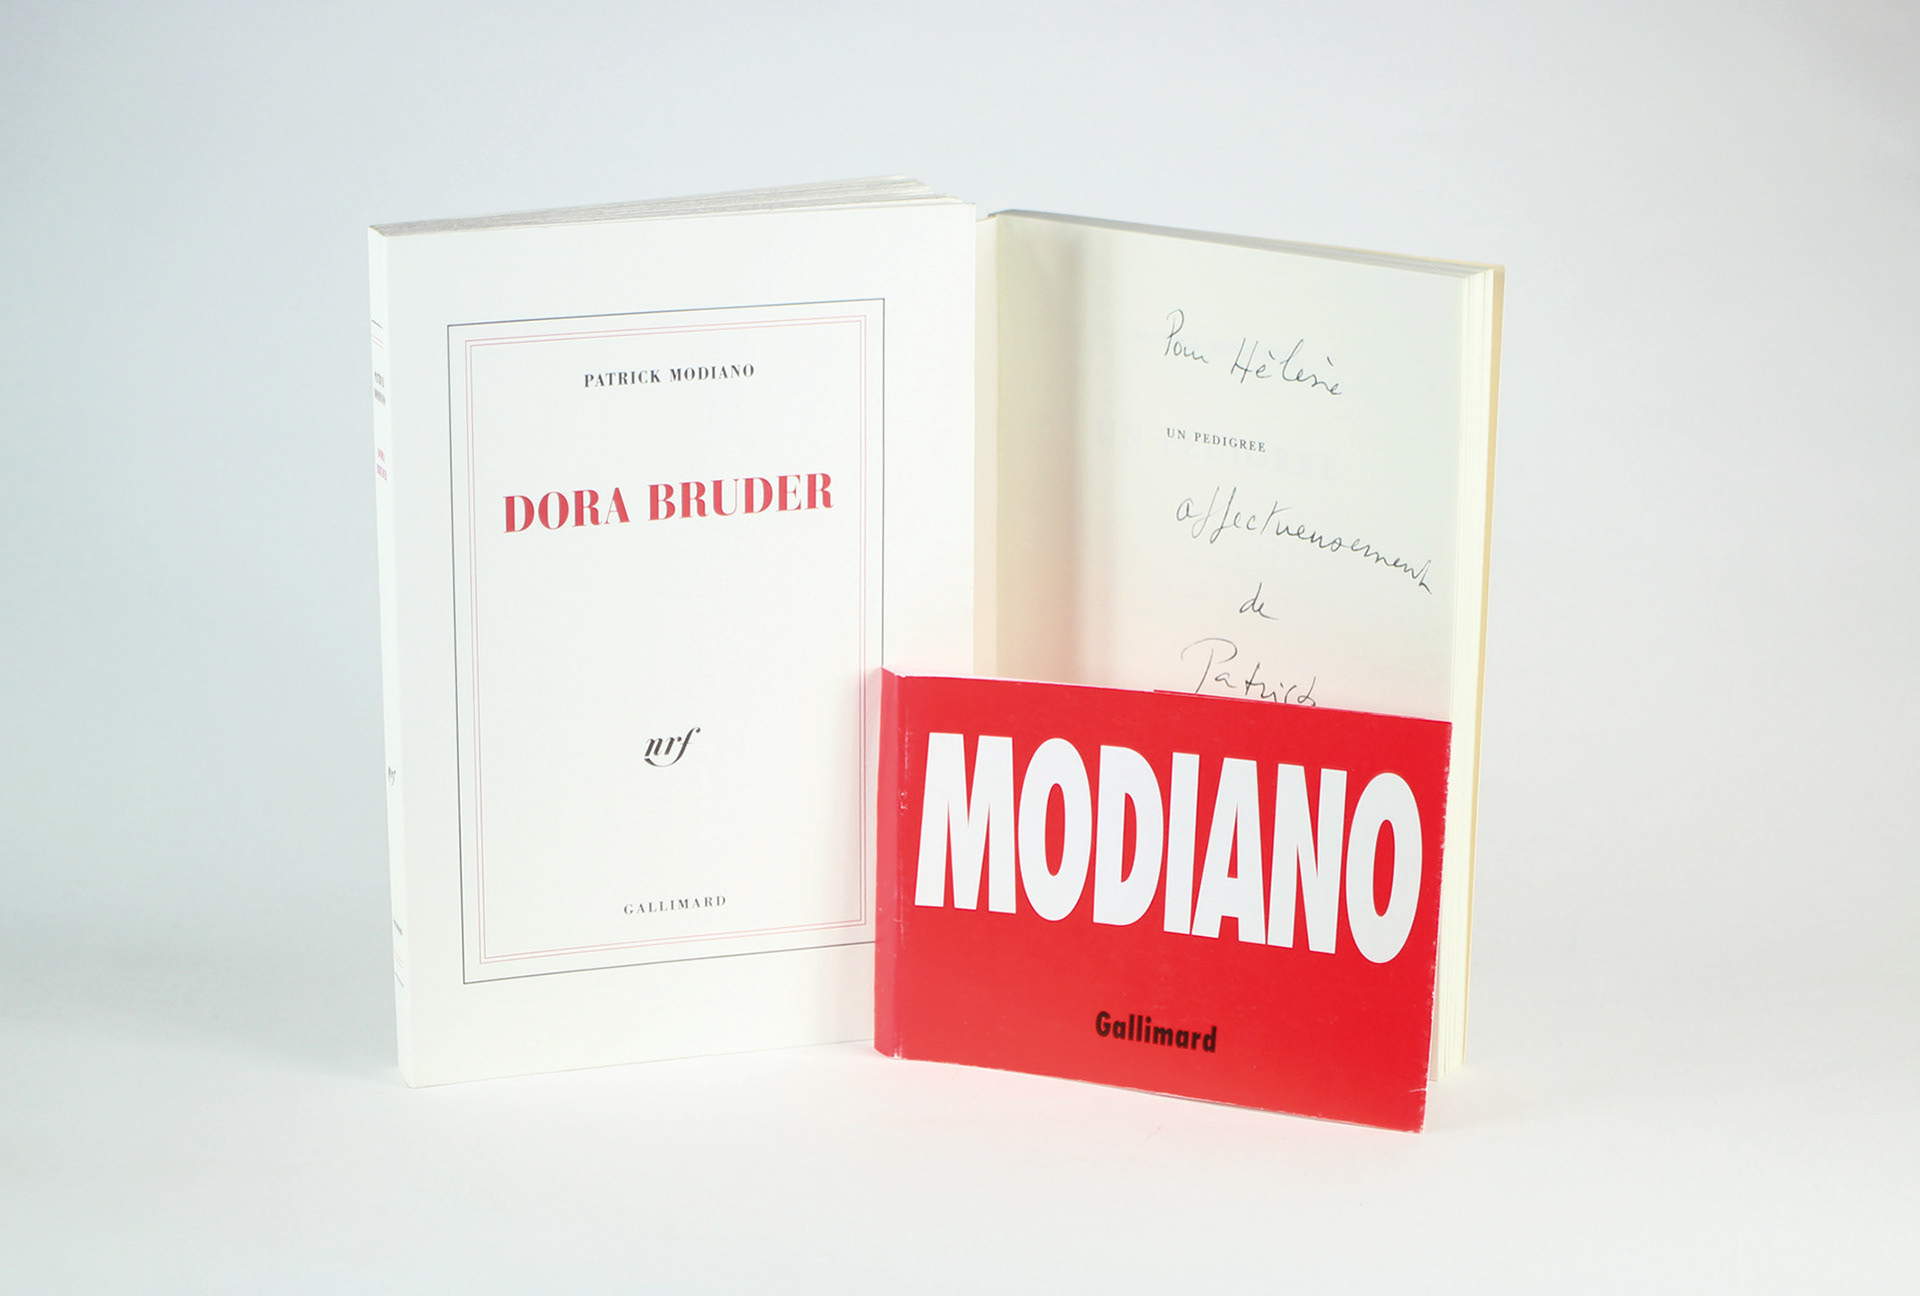 PATRICK MODIANO
DORA BRUDER
nrf
GALLIMARD
Pour Hélène
UN PEDIGREE
affectueusement
de
Patrick
MODIANO
Gallimard